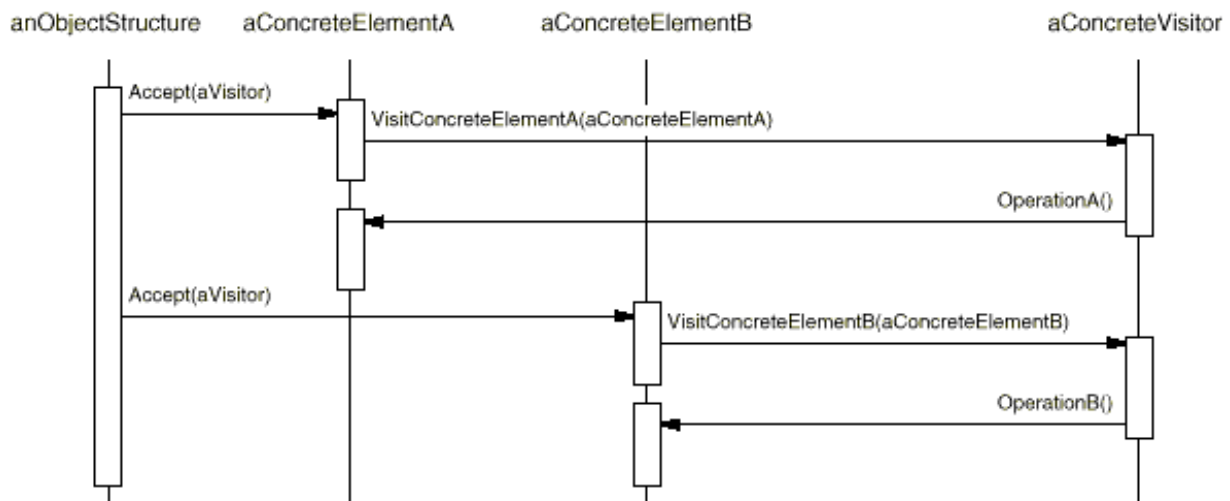 anObjectStructure aConcreteElementA aConcreteElementB aConcreteVisitor
Accept(aVisitor)
VisitConcreteElementA(aConcreteElementA)
OperationA()
Accept(aVisitor)
VisitConcreteElementB(aConcreteElementB)
OperationB()